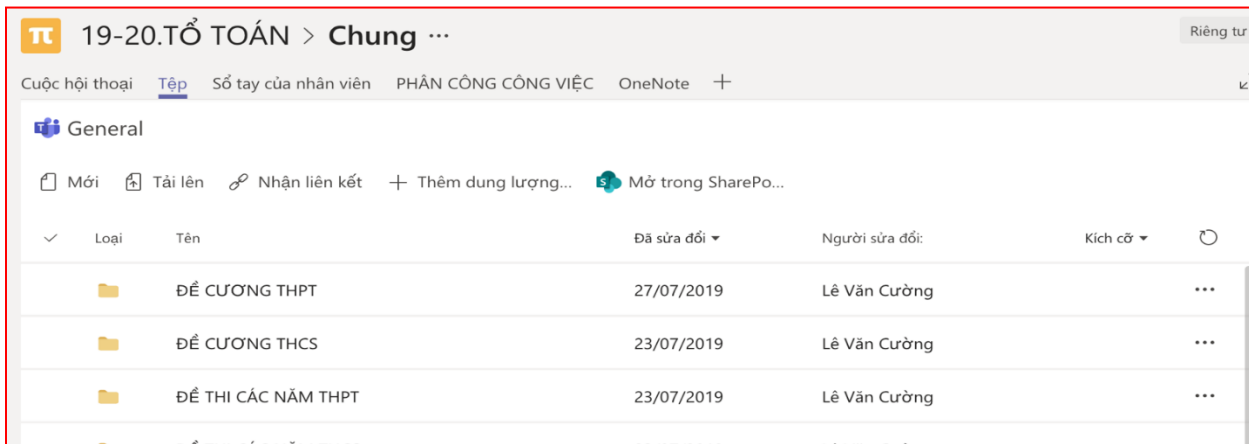 π 19-20.TỔ TOÁN > Chung ...
Riêng tư
Cuộc hội thoại Tệp Sổ tay của nhân viên PHÂN CÔNG CÔNG VIỆC OneNote +
General
Mới Tải lên Nhận liên kết + Thêm dung lượng... Mở trong SharePo...
Loại Tên Đã sửa đổi Người sửa đổi: Kích cỡ
ĐỀ CƯƠNG THPT 27/07/2019 Lê Văn Cường ...
ĐỀ CƯƠNG THCS 23/07/2019 Lê Văn Cường ...
ĐỀ THI CÁC NĂM THPT 23/07/2019 Lê Văn Cường ...